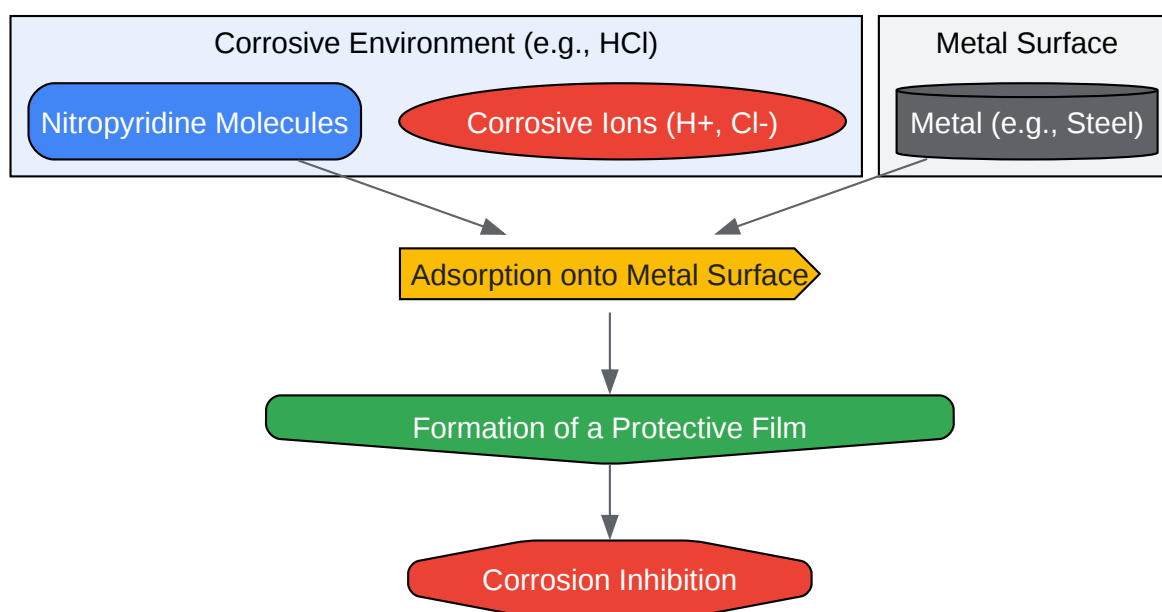 Corrosive Environment (e.g., HCl)
Metal Surface
Nitropyridine Molecules
Corrosive Ions (H+, Cl-)
Metal (e.g., Steel)
Adsorption onto Metal Surface
Formation of a Protective Film
Corrosion Inhibition